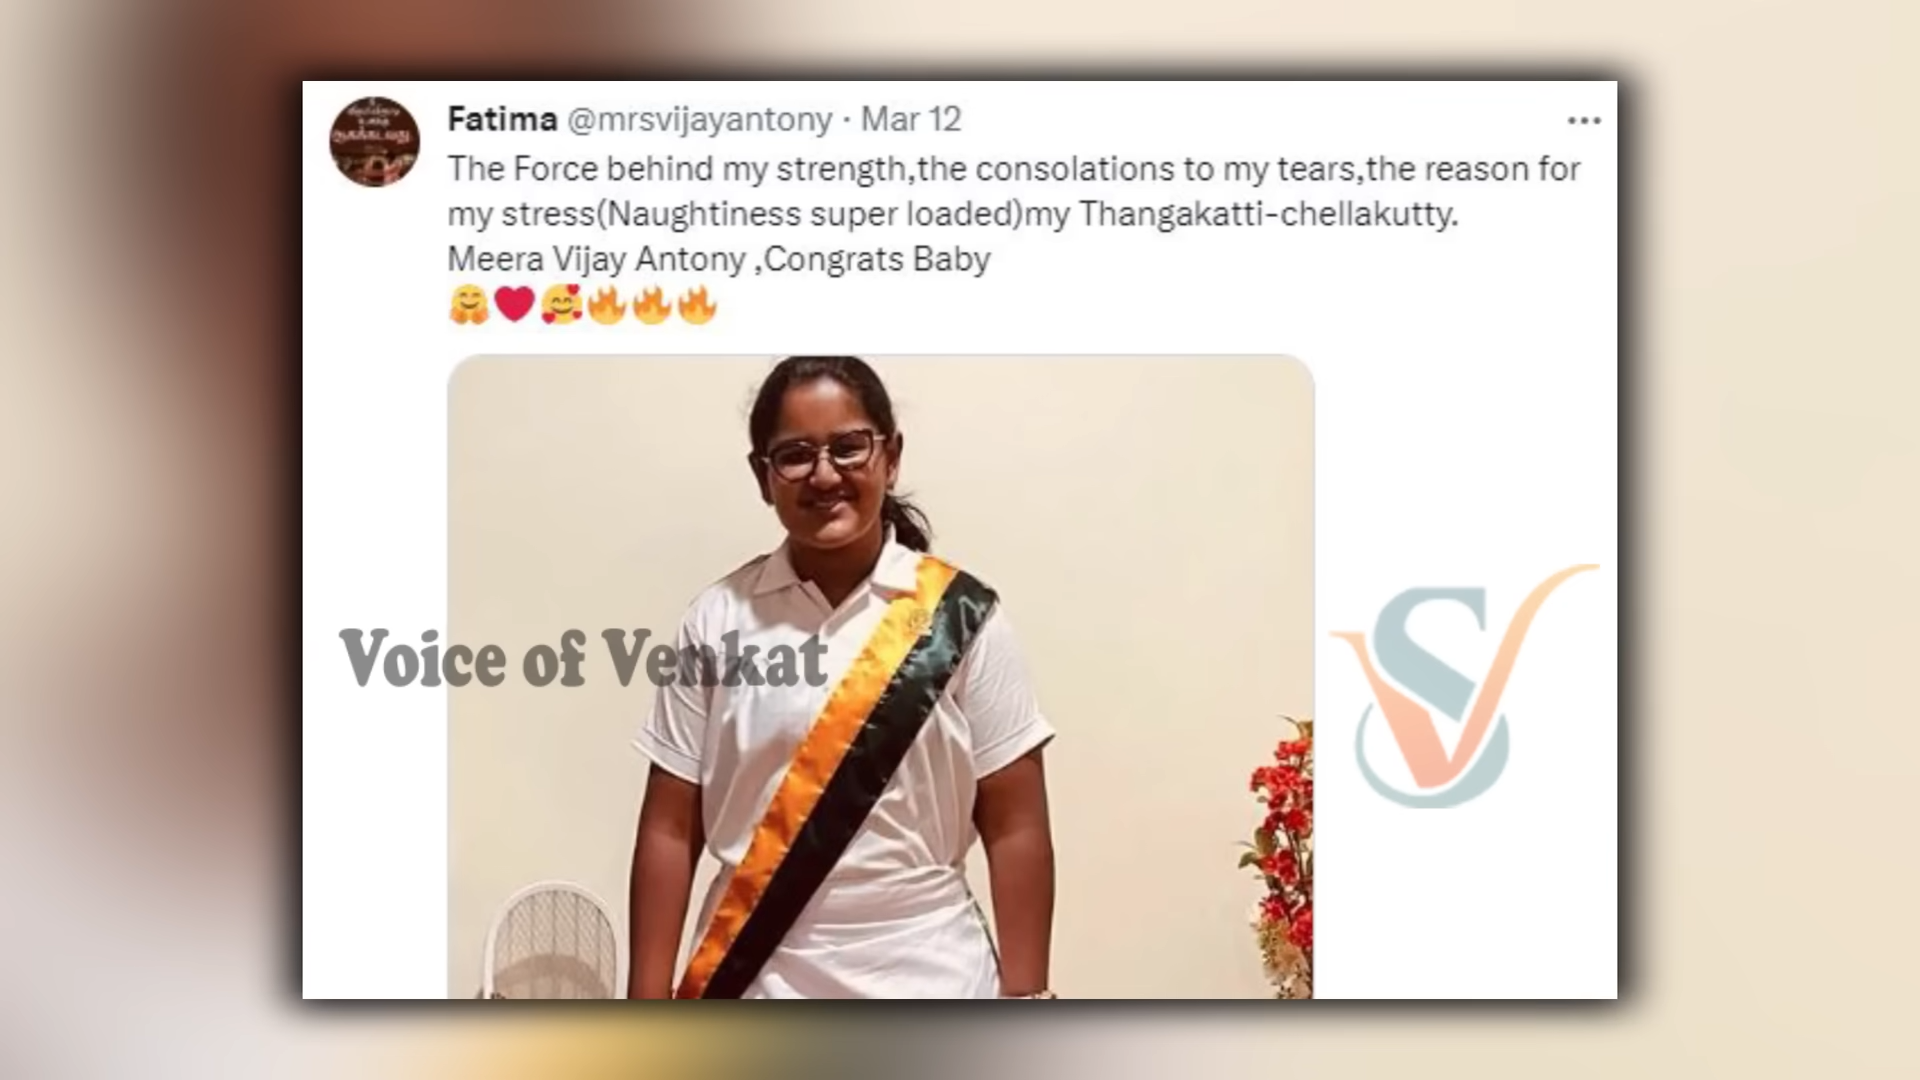 Fatima @mrsvijayantony · Mar 12
The Force behind my strength,the consolations to my tears,the reason for
my stress(Naughtiness super loaded)my Thangakatti-chellakutty.
Meera Vijay Antony ,Congrats Baby
🤗❤️🥰🔥🔥🔥
Voice of Venkat